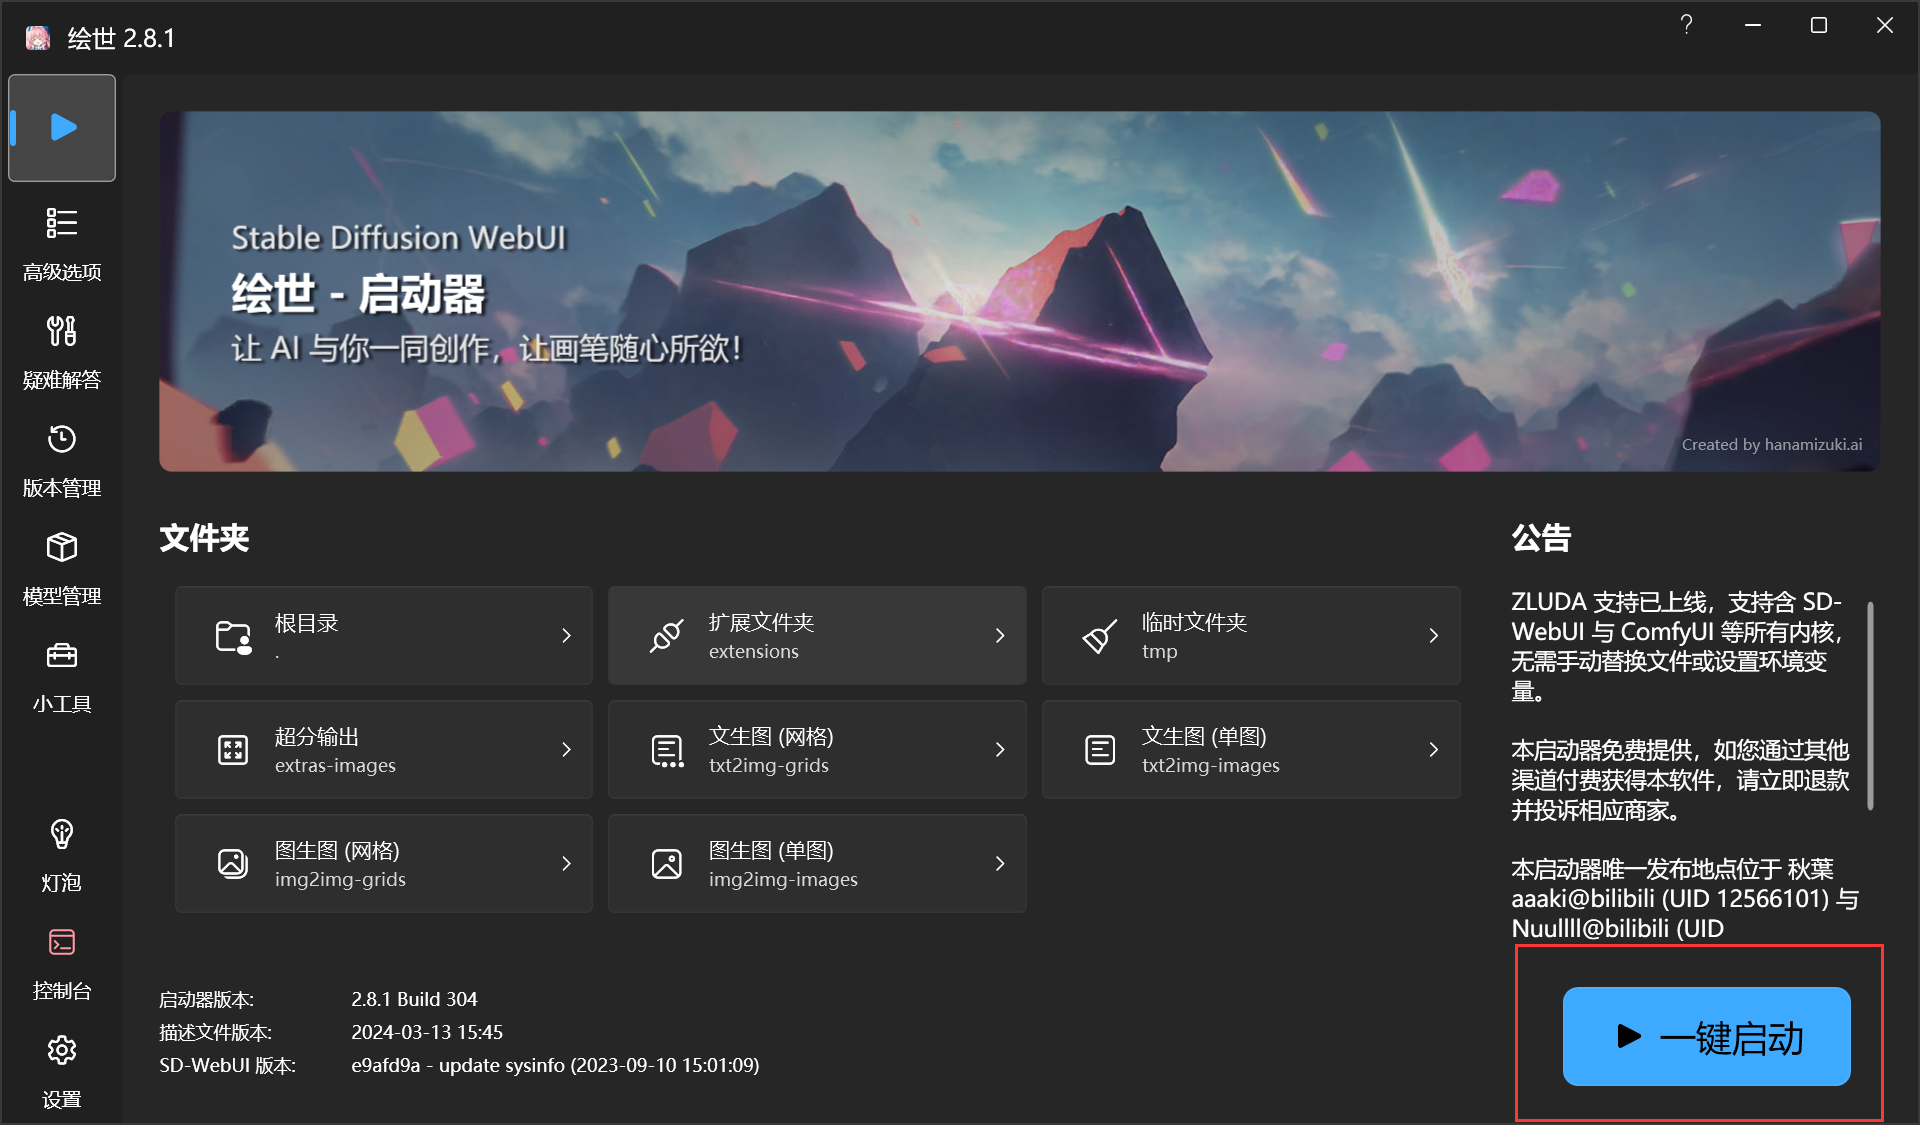 绘世 2.8.1
高级选项
疑难解答
版本管理
模型管理
小工具
灯泡
控制台
设置
Stable Diffusion WebUI
绘世 - 启动器
让 AI 与你一同创作，让画笔随心所欲！
Created by hanamizuki.ai
文件夹
根目录
.
扩展文件夹
extensions
临时文件夹
tmp
超分输出
extras-images
文生图 (网格)
txt2img-grids
文生图 (单图)
txt2img-images
图生图 (网格)
img2img-grids
图生图 (单图)
img2img-images
启动器版本: 2.8.1 Build 304
描述文件版本: 2024-03-13 15:45
SD-WebUI 版本: e9afd9a - update sysinfo (2023-09-10 15:01:09)
公告
ZLUDA 支持已上线，支持含 SD-
WebUI 与 ComfyUI 等所有内核，
无需手动替换文件或设置环境变
量。
本启动器免费提供，如您通过其他
渠道付费获得本软件，请立即退款
并投诉相应商家。
本启动器唯一发布地点位于 秋葉
aaaki@bilibili (UID 12566101) 与
Nuullll@bilibili (UID
一键启动